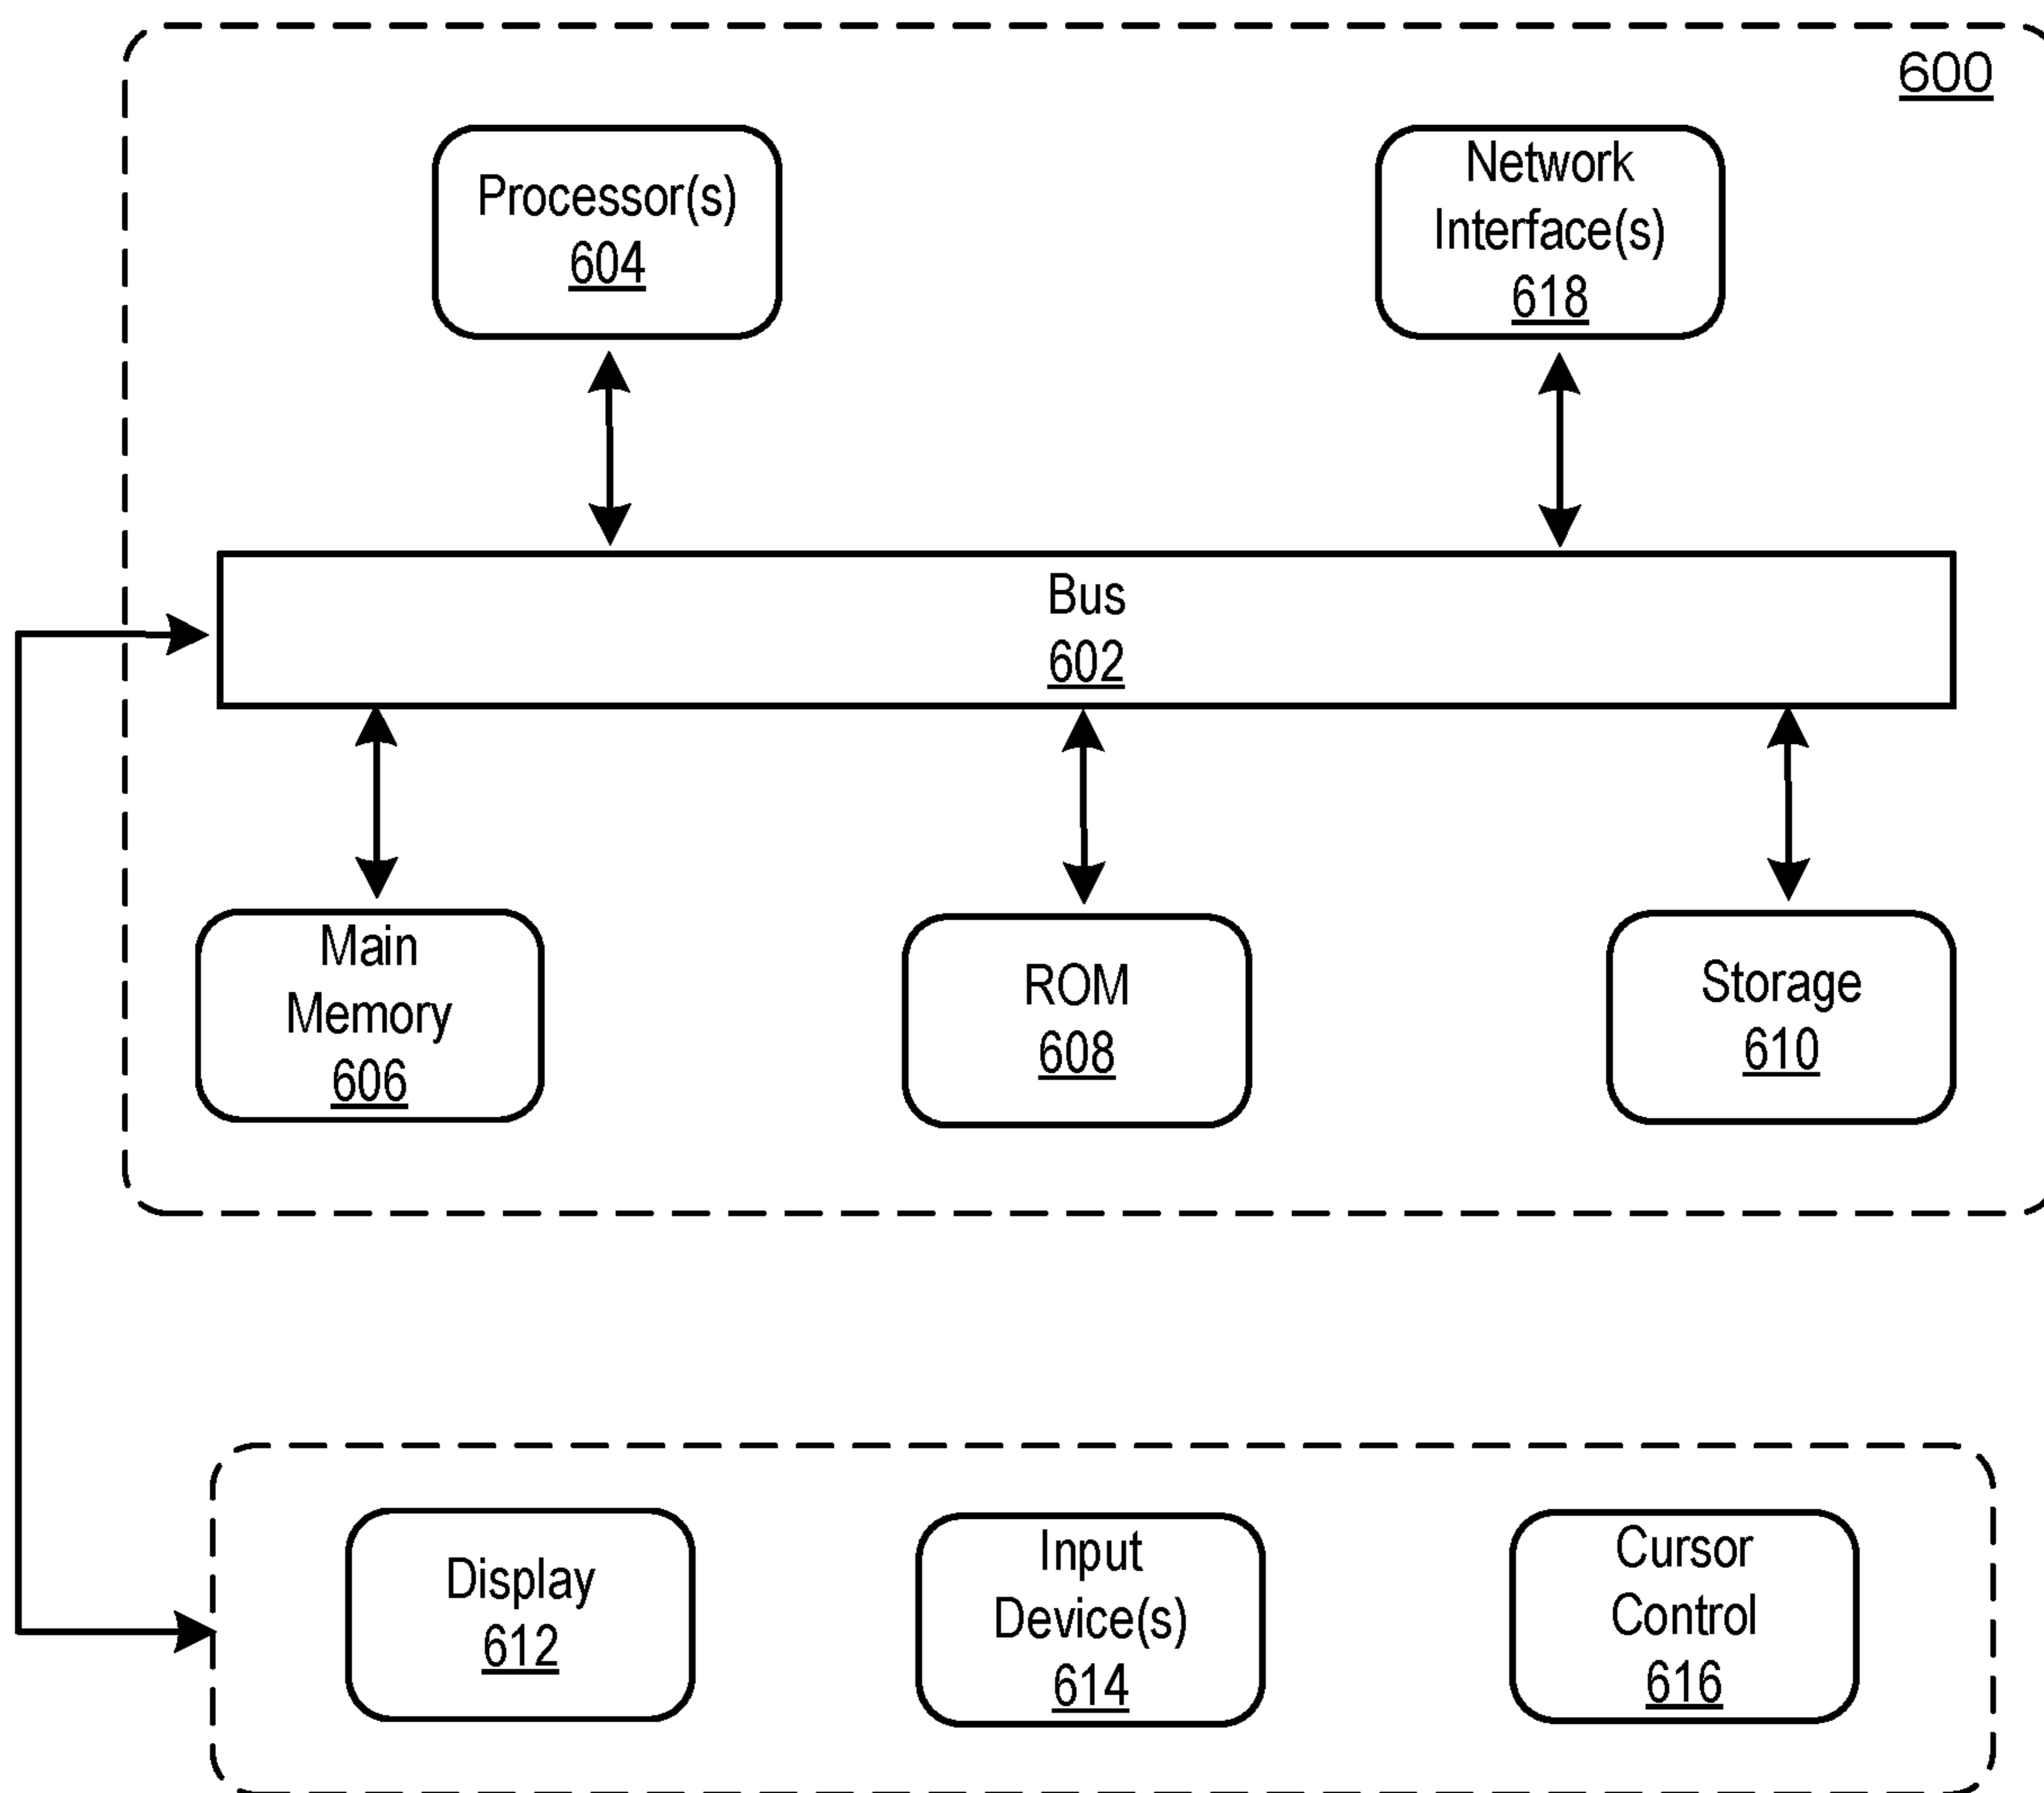 600
Processor(s)
604
Network
Interface(s)
618
Bus
602
Main
Memory
606
ROM
608
Storage
610
Display
612
Input
Device(s)
614
Cursor
Control
616